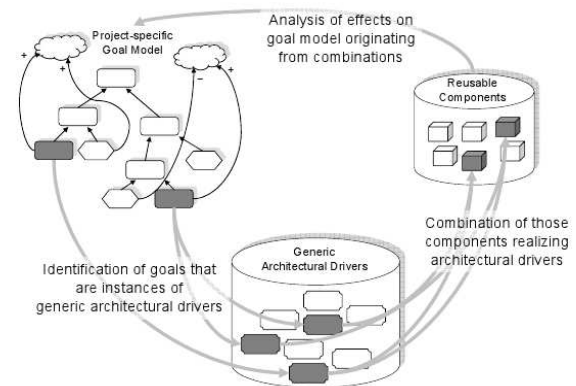 Analysis of effects on
goal model originating
from combinations
Project-specific
Goal Model
+
+
–
+
Reusable
Components
Combination of those
components realizing
architectural drivers
Identification of goals that
are instances of
generic architectural drivers
Generic
Architectural Drivers